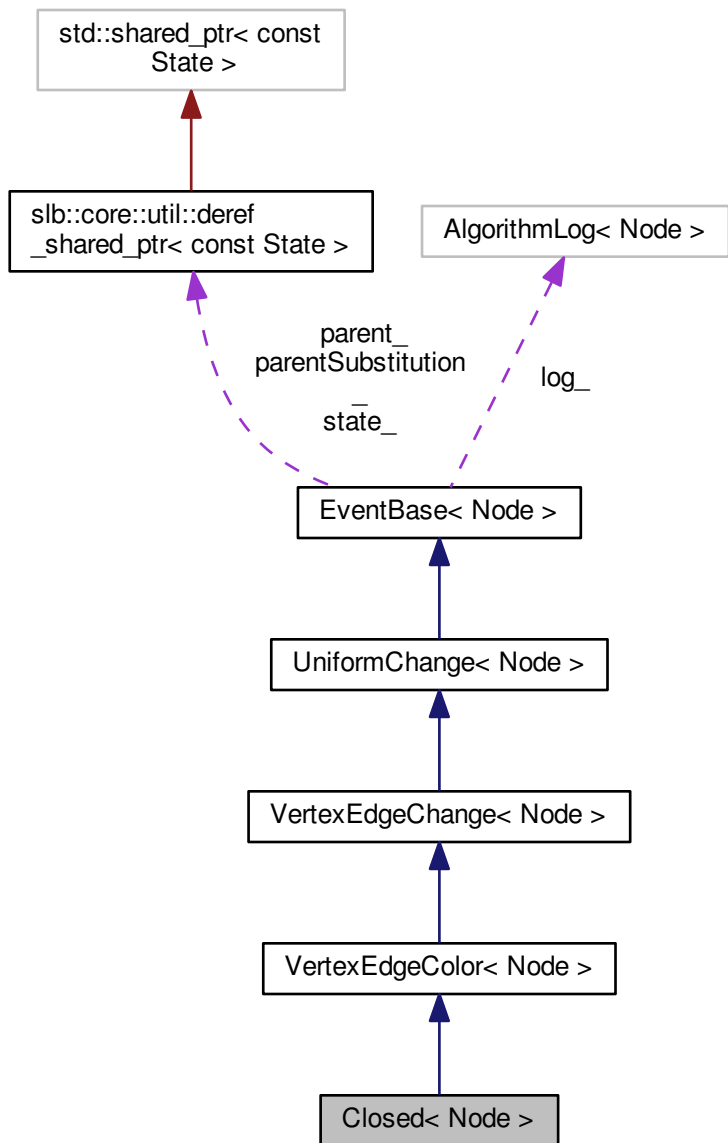 std::shared_ptr< const
State >
slb::core::util::deref
_shared_ptr< const State >
AlgorithmLog< Node >
parent_
parentSubstitution
_
state_
log_
EventBase< Node >
UniformChange< Node >
VertexEdgeChange< Node >
VertexEdgeColor< Node >
Closed< Node >